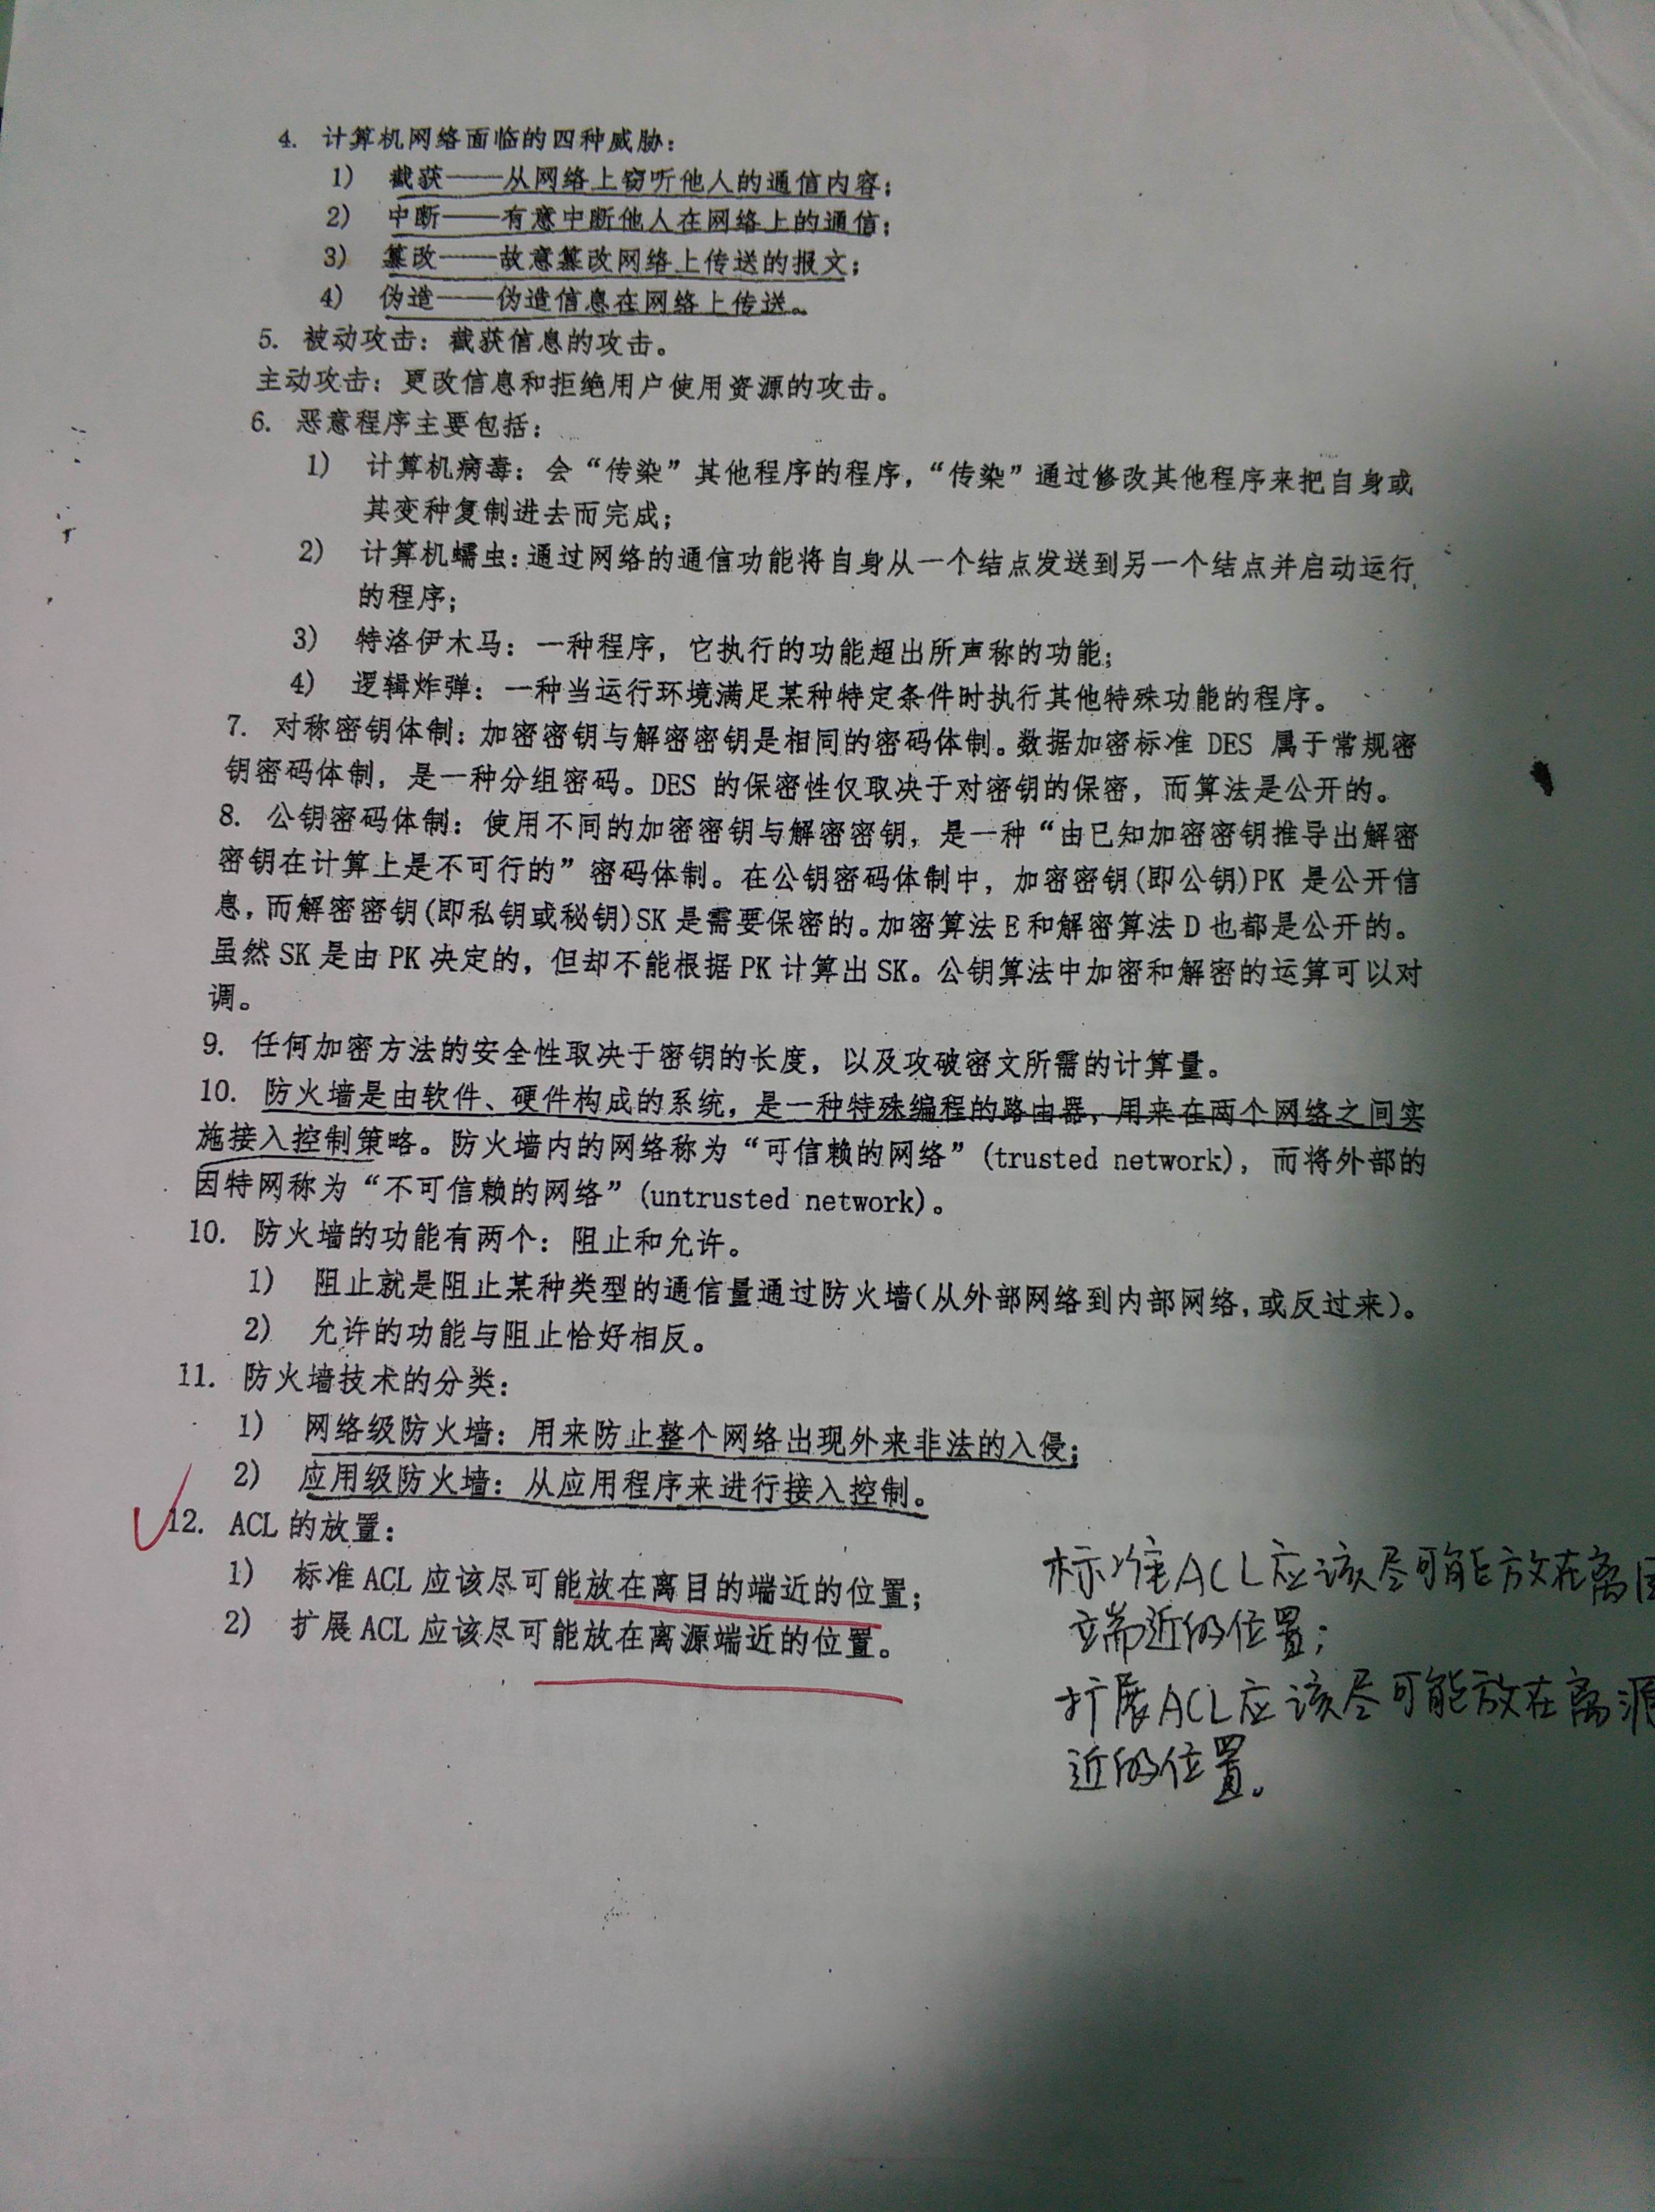 4. 计算机网络面临的四种威胁：
1) 截获——从网络上窃听他人的通信内容；
2) 中断——有意中断他人在网络上的通信；
3) 篡改——故意篡改网络上传送的报文；
4) 伪造——伪造信息在网络上传送。
5. 被动攻击：截获信息的攻击。
主动攻击：更改信息和拒绝用户使用资源的攻击。
6. 恶意程序主要包括：
1) 计算机病毒：会“传染”其他程序的程序，“传染”通过修改其他程序来把自身或
其变种复制进去而完成；
2) 计算机蠕虫：通过网络的通信功能将自身从一个结点发送到另一个结点并启动运行
的程序；
3) 特洛伊木马：一种程序，它执行的功能超出所声称的功能；
4) 逻辑炸弹：一种当运行环境满足某种特定条件时执行其他特殊功能的程序。
7. 对称密钥体制：加密密钥与解密密钥是相同的密码体制。数据加密标准 DES 属于常规密
钥密码体制，是一种分组密码。DES 的保密性仅取决于对密钥的保密，而算法是公开的。
8. 公钥密码体制：使用不同的加密密钥与解密密钥，是一种“由已知加密密钥推导出解密
密钥在计算上是不可行的”密码体制。在公钥密码体制中，加密密钥(即公钥)PK 是公开信
息，而解密密钥(即私钥或秘钥)SK 是需要保密的。加密算法 E 和解密算法 D 也都是公开的。
虽然 SK 是由 PK 决定的，但却不能根据 PK 计算出 SK。公钥算法中加密和解密的运算可以对
调。
9. 任何加密方法的安全性取决于密钥的长度，以及攻破密文所需的计算量。
10. 防火墙是由软件、硬件构成的系统，是一种特殊编程的路由器，用来在两个网络之间实
施接入控制策略。防火墙内的网络称为“可信赖的网络”(trusted network)，而将外部的
因特网称为“不可信赖的网络”(untrusted network)。
10. 防火墙的功能有两个：阻止和允许。
1) 阻止就是阻止某种类型的通信量通过防火墙(从外部网络到内部网络，或反过来)。
2) 允许的功能与阻止恰好相反。
11. 防火墙技术的分类：
1) 网络级防火墙：用来防止整个网络出现外来非法的入侵；
2) 应用级防火墙：从应用程序来进行接入控制。
12. ACL 的放置：
1) 标准 ACL 应该尽可能放在离目的端近的位置；
2) 扩展 ACL 应该尽可能放在离源端近的位置。
标准ACL应该尽可能放在离
端近的位置；
扩展ACL应该尽可能放在离源
近的位置。